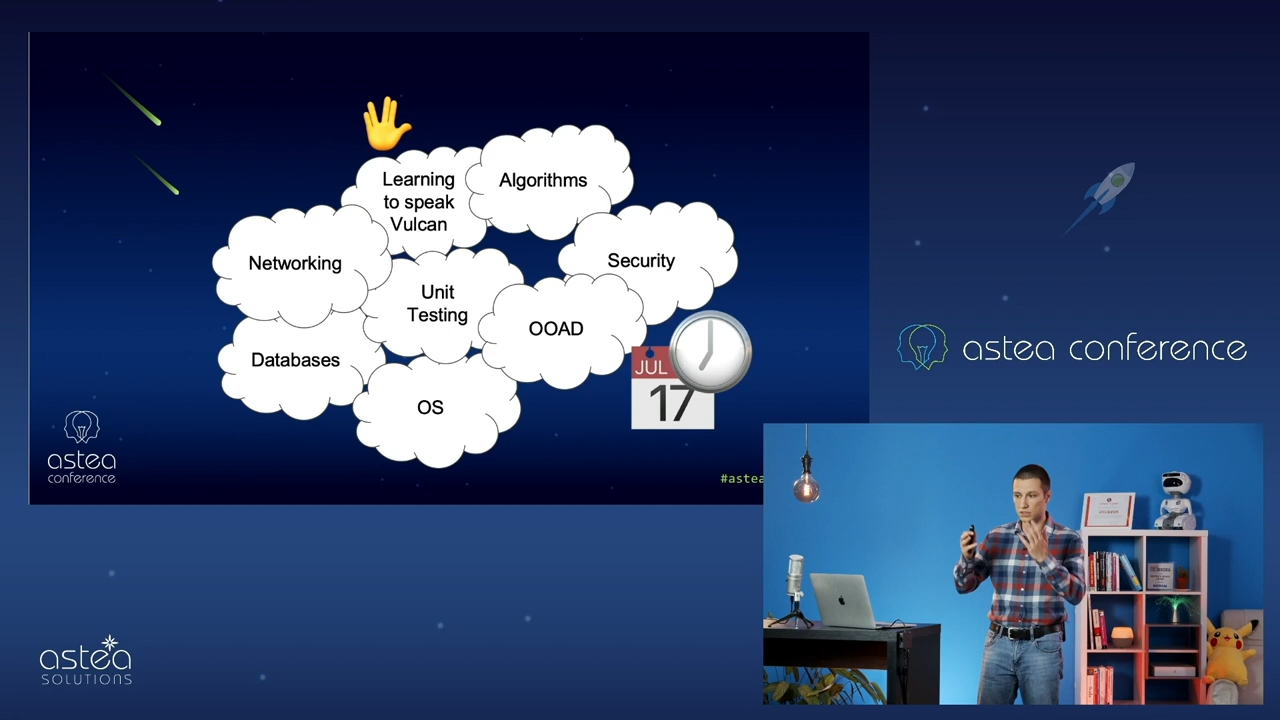 Learning
to speak
Vulcan
Algorithms
Networking
Security
Unit
Testing
OOAD
Databases
OS
JUL
17
astea
conference
#astea
astea conference
astea
SOLUTIONS